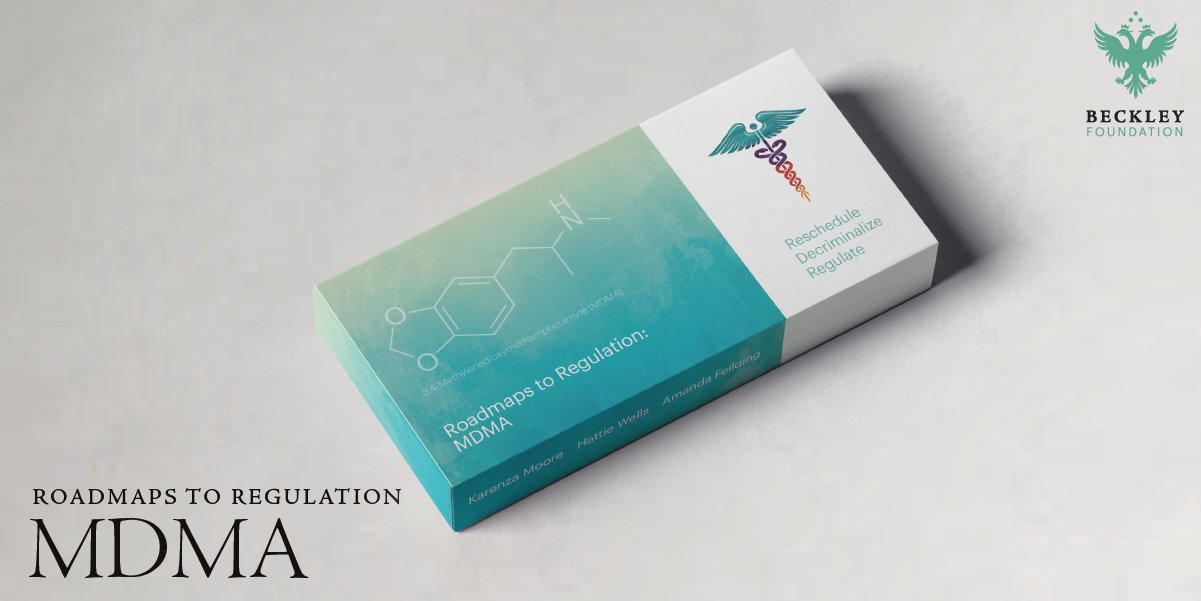 BECKLEY
FOUNDATION
Reschedule
Decriminalize
Regulate
H
N
O
O
3,4-Methylenedioxymethamphetamine (MDMA)
Roadmaps to Regulation:
MDMA
Karenza Moore Hattie Wells Amanda Feilding
ROADMAPS TO REGULATION
MDMA